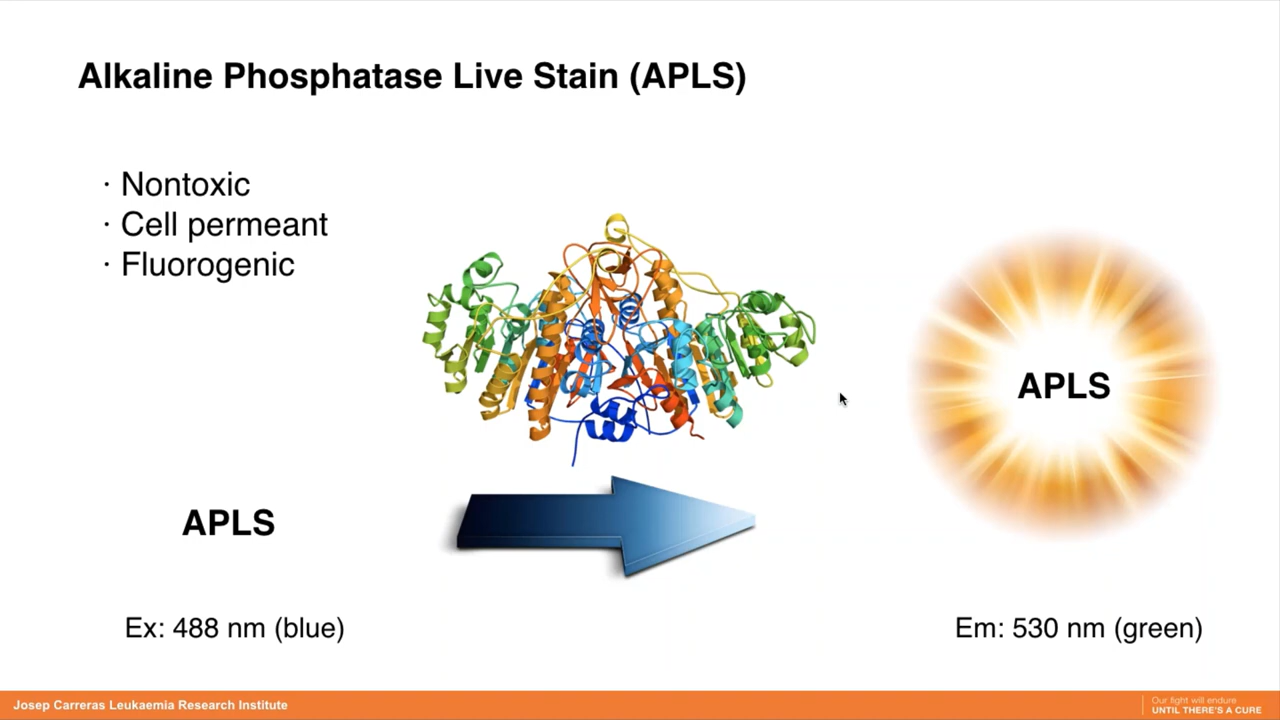 Alkaline Phosphatase Live Stain (APLS)
· Nontoxic
· Cell permeant
· Fluorogenic
APLS
APLS
Ex: 488 nm (blue)
Em: 530 nm (green)
Josep Carreras Leukaemia Research Institute
Our fight will endure
UNTIL THERE'S A CURE